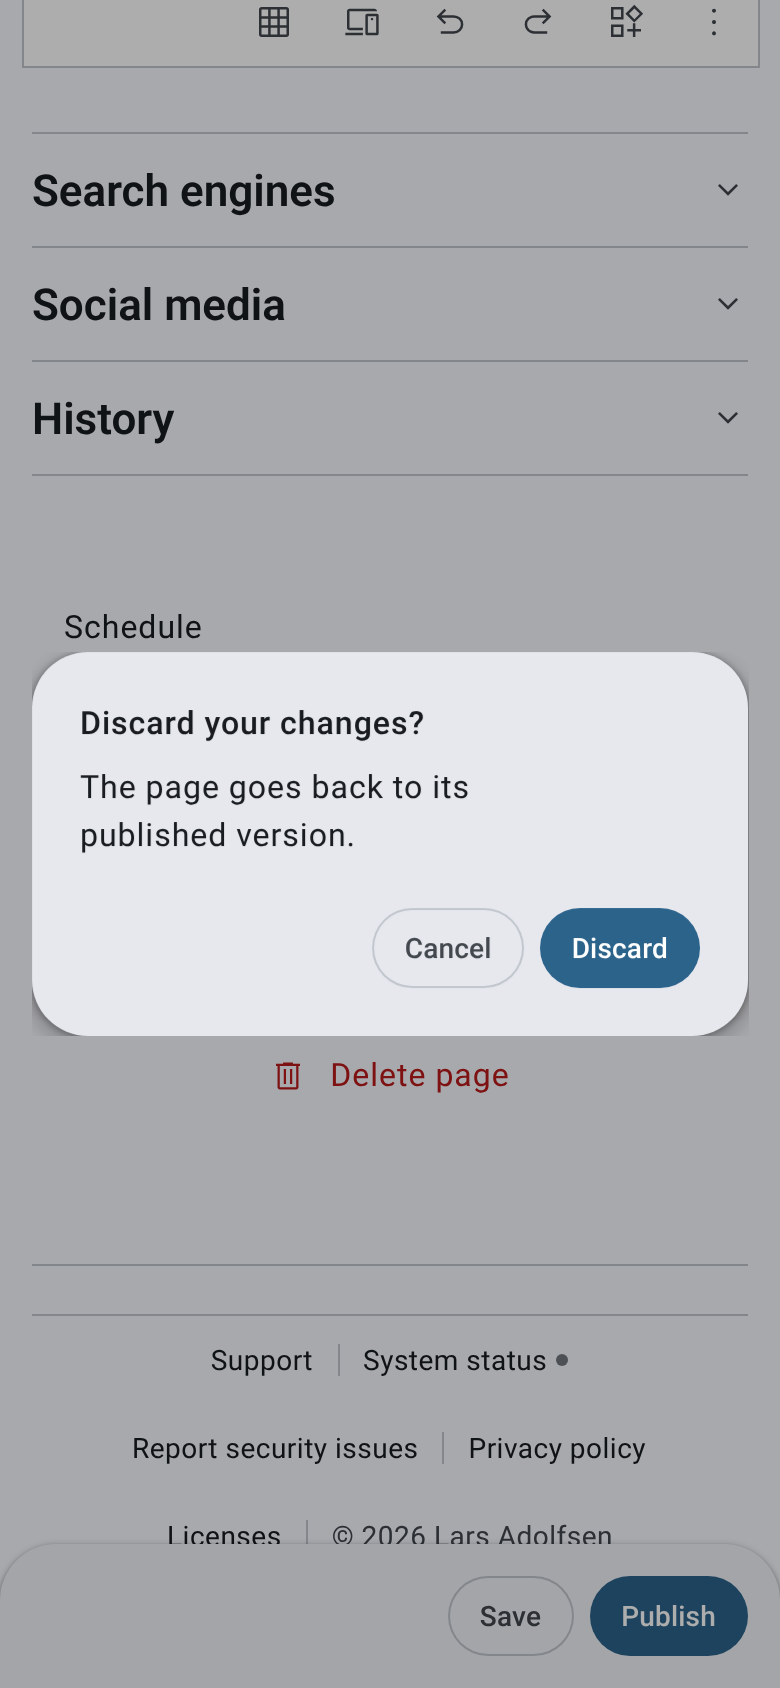 Search engines
Social media
History
Schedule
Discard your changes?
The page goes back to its
published version.
Cancel
Discard
Delete page
Support
System status
Report security issues
Privacy policy
Licenses
© 2026 Lars Adolfsen
Save
Publish